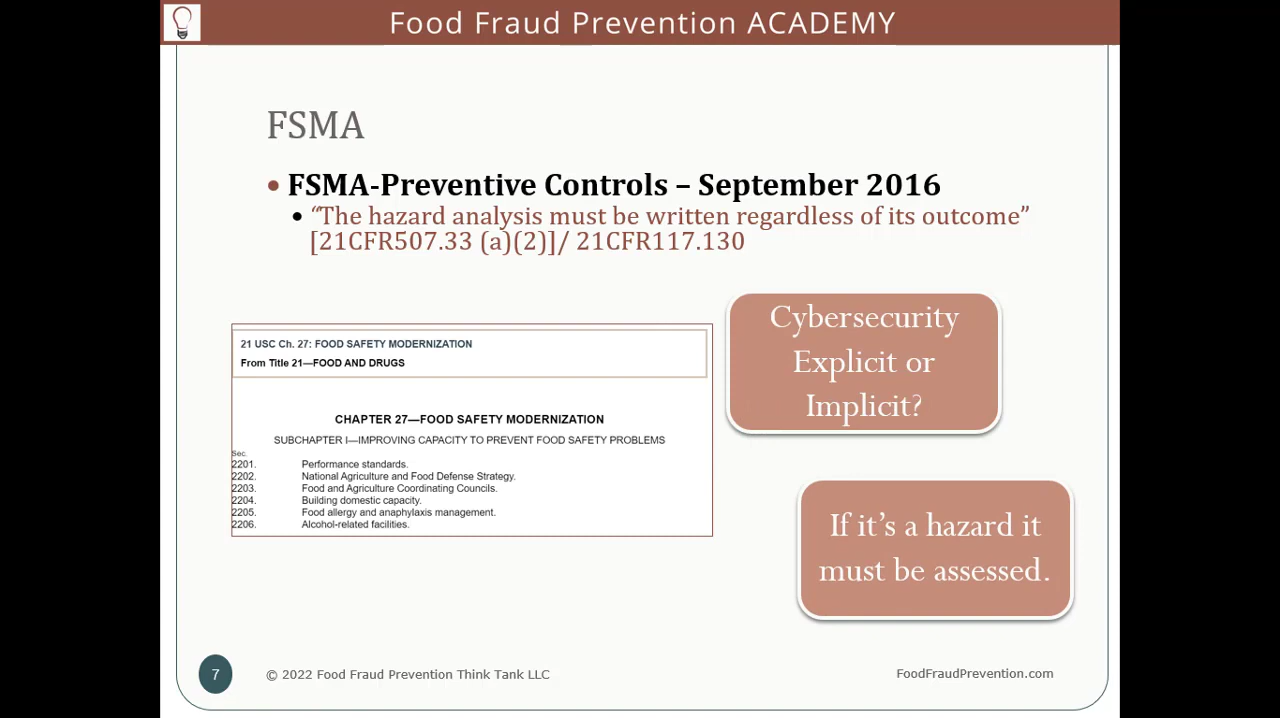 Food Fraud Prevention ACADEMY
FSMA
• FSMA-Preventive Controls – September 2016
• “The hazard analysis must be written regardless of its outcome”
[21CFR507.33 (a)(2)]/ 21CFR117.130
21 USC Ch. 27: FOOD SAFETY MODERNIZATION
From Title 21—FOOD AND DRUGS
CHAPTER 27—FOOD SAFETY MODERNIZATION
SUBCHAPTER I—IMPROVING CAPACITY TO PREVENT FOOD SAFETY PROBLEMS
Sec.
2201. Performance standards.
2202. National Agriculture and Food Defense Strategy.
2203. Food and Agriculture Coordinating Councils.
2204. Building domestic capacity.
2205. Food allergy and anaphylaxis management.
2206. Alcohol-related facilities.
Cybersecurity
Explicit or
Implicit?
If it’s a hazard it
must be assessed.
7
© 2022 Food Fraud Prevention Think Tank LLC
FoodFraudPrevention.com